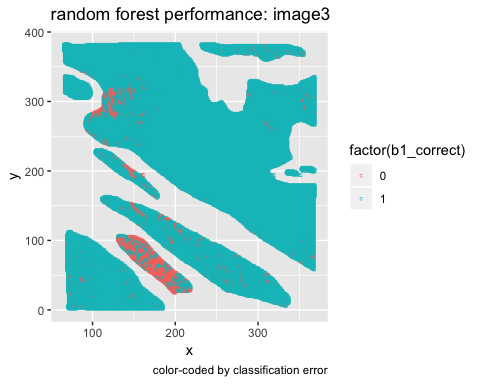 random forest performance: image3
400
300
200
100
0
y
100
200
300
x
factor(b1_correct)
0
1
color-coded by classification error